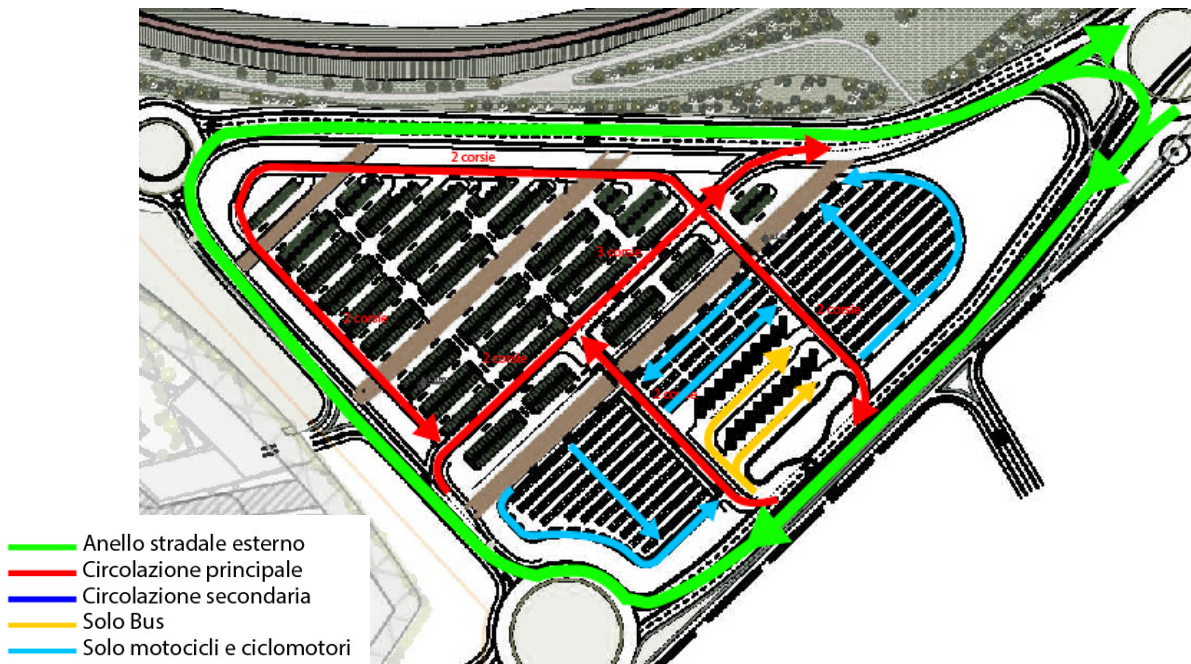 2 corsie
3 corsie
2 corsie
2 corsie
2 corsie
Anello stradale esterno
Circolazione principale
Circolazione secondaria
Solo Bus
Solo motocicli e ciclomotori